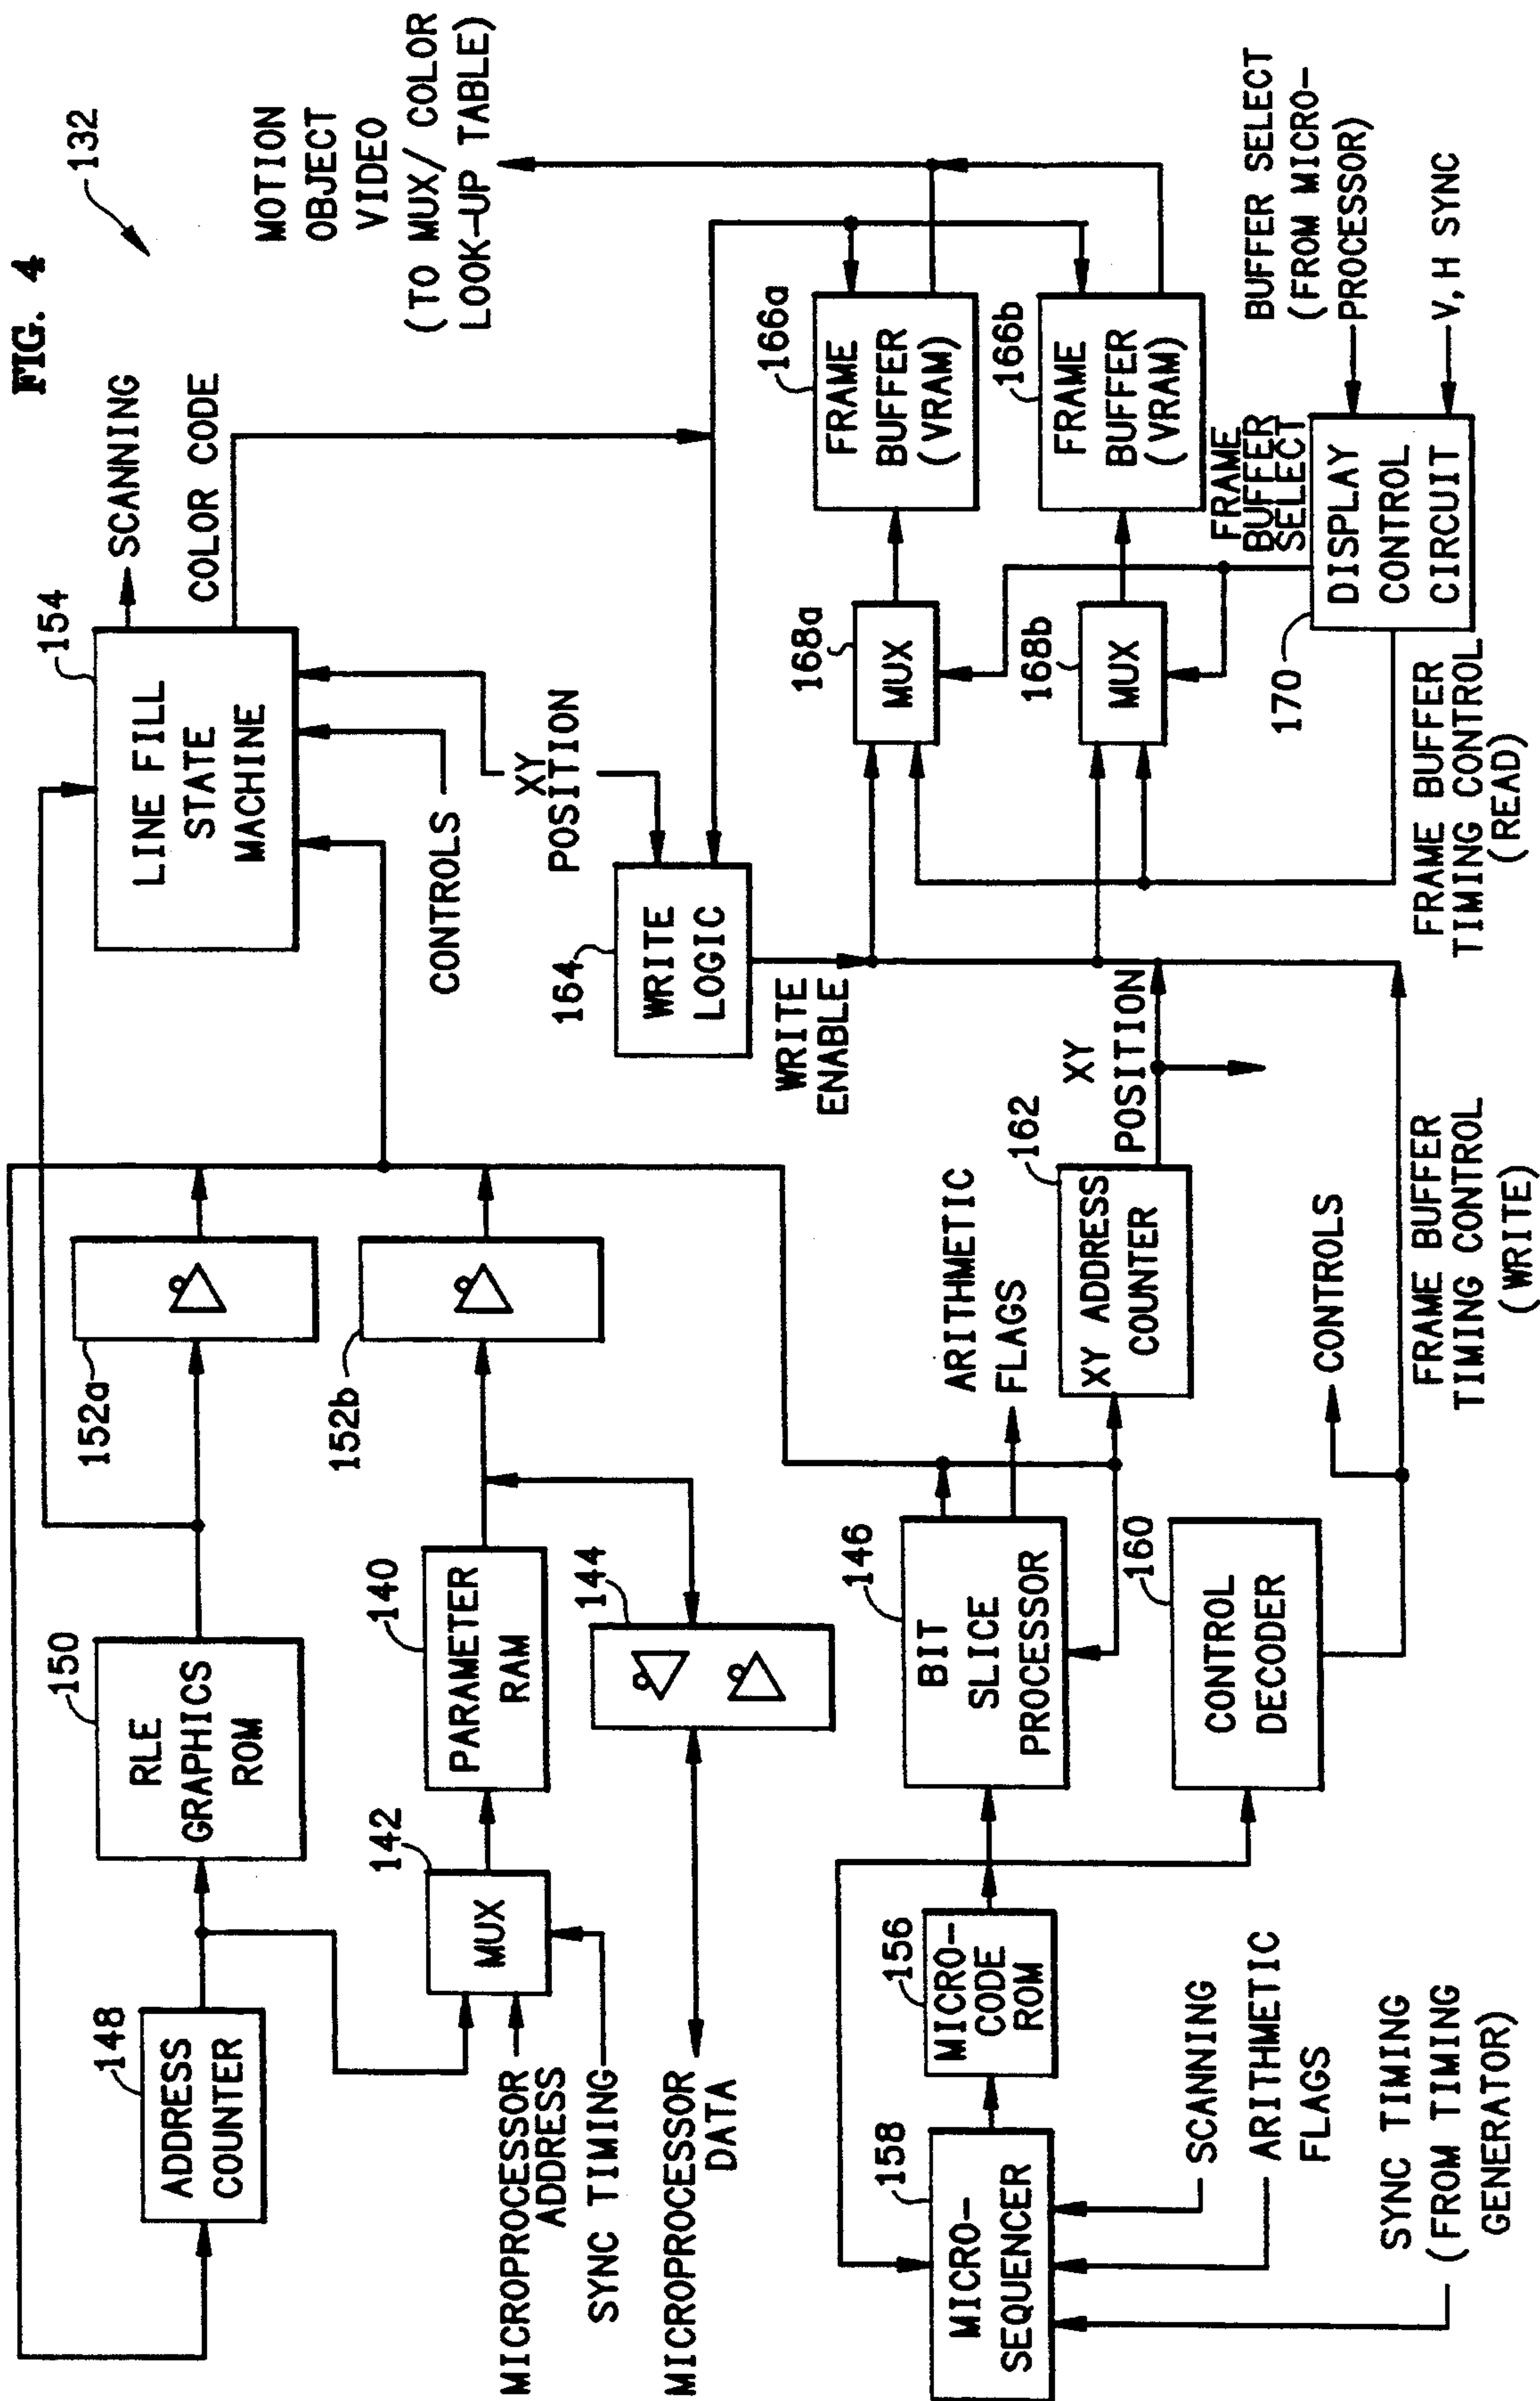 FIG. 4
132
148
ADDRESS
COUNTER
150
RLE
GRAPHICS
ROM
152a
154
LINE FILL
STATE
MACHINE
SCANNING
COLOR CODE
MOTION
OBJECT
VIDEO
(TO MUX/ COLOR
LOOK-UP TABLE)
142
MUX
140
PARAMETER
RAM
152b
144
MICROPROCESSOR
ADDRESS
SYNC TIMING
MICROPROCESSOR
DATA
CONTROLS
XY
POSITION
164
WRITE
LOGIC
WRITE
ENABLE
168a
MUX
166a
FRAME
BUFFER
(VRAM)
168b
MUX
166b
FRAME
BUFFER
(VRAM)
FRAME
BUFFER
SELECT
158
MICRO-
SEQUENCER
156
MICRO-
CODE
ROM
146
BIT
SLICE
PROCESSOR
ARITHMETIC
FLAGS
162
XY ADDRESS
COUNTER
XY
POSITION
160
CONTROL
DECODER
CONTROLS
SCANNING
ARITHMETIC
FLAGS
SYNC TIMING
(FROM TIMING
GENERATOR)
FRAME BUFFER
TIMING CONTROL
(WRITE)
FRAME BUFFER
TIMING CONTROL
(READ)
170
DISPLAY
CONTROL
CIRCUIT
BUFFER SELECT
(FROM MICRO-
PROCESSOR)
V, H SYNC